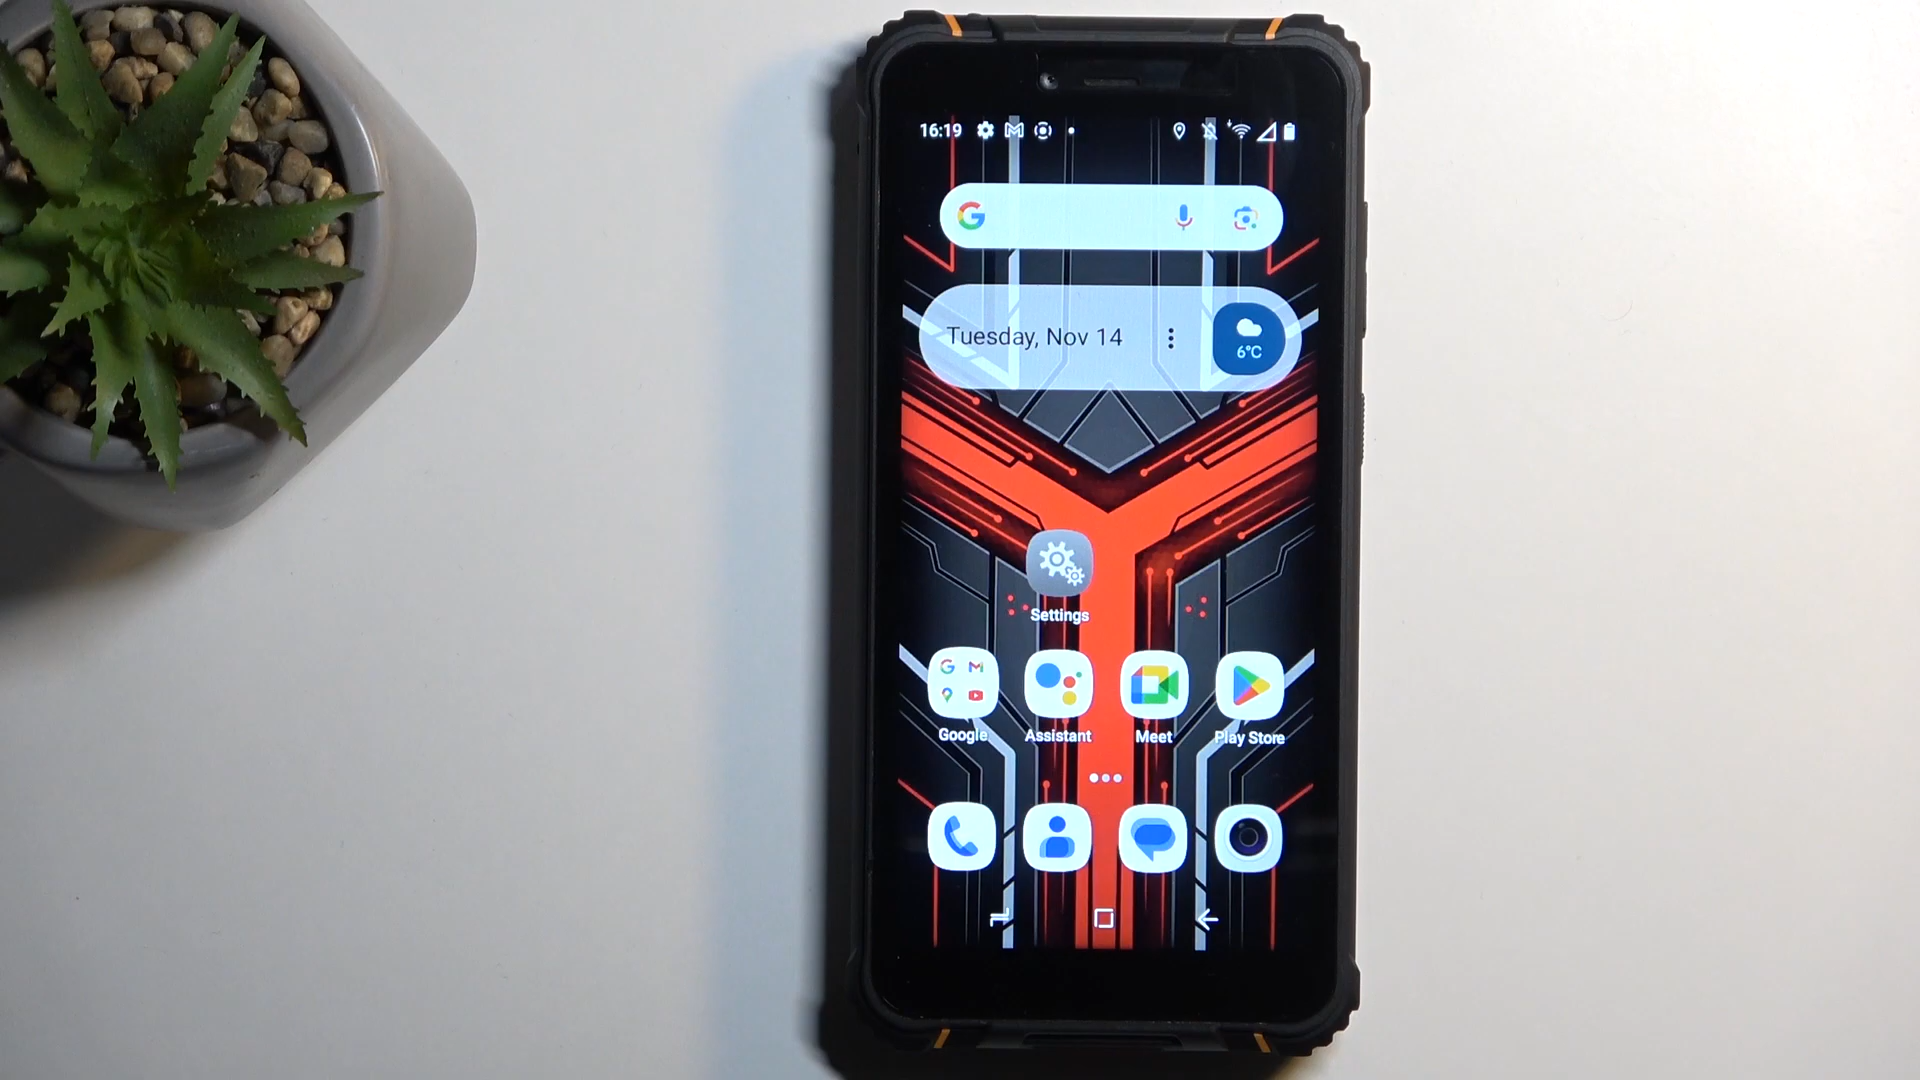 16:19
Tuesday, Nov 14
6°C
Settings
Google
Assistant
Meet
Play Store